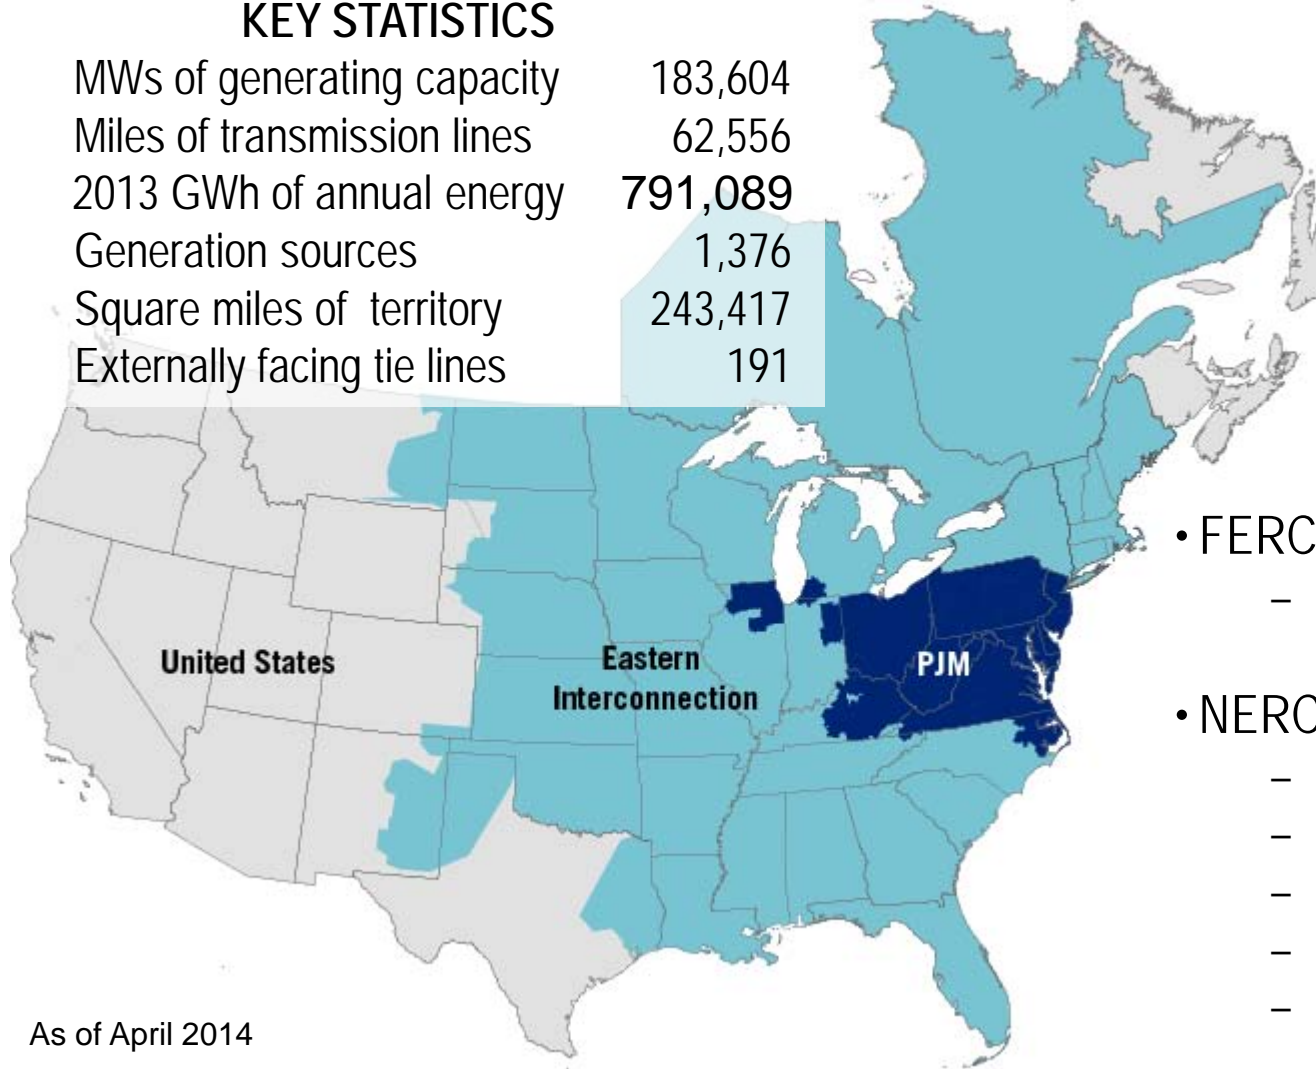 KEY STATISTICS
MWs of generating capacity 183,604
Miles of transmission lines 62,556
2013 GWh of annual energy 791,089
Generation sources 1,376
Square miles of territory 243,417
Externally facing tie lines 191
• FERC
–
• NERC
–
–
–
–
–
United States
Eastern
Interconnection
PJM
As of April 2014